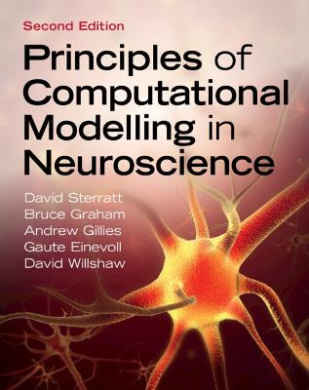 Second Edition
Principles of
Computational
Modelling in
Neuroscience
David Sterratt
Bruce Graham
Andrew Gillies
Gaute Einevoll
David Willshaw